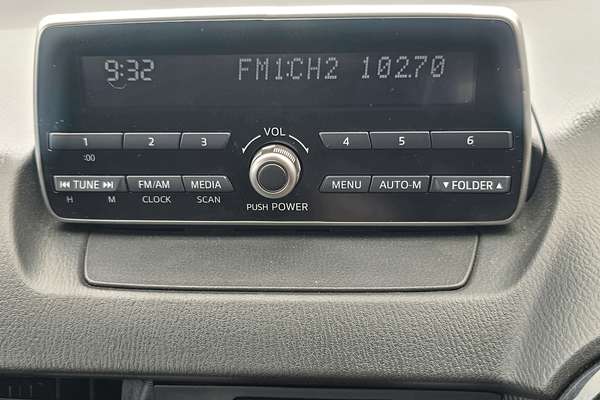 9:32 FM1:CH2 102.70
VOL
1 2 3 4 5 6
:00
⏮ TUNE ⏭ FM/AM MEDIA MENU AUTO-M ▼ FOLDER ▲
H M CLOCK SCAN PUSH POWER